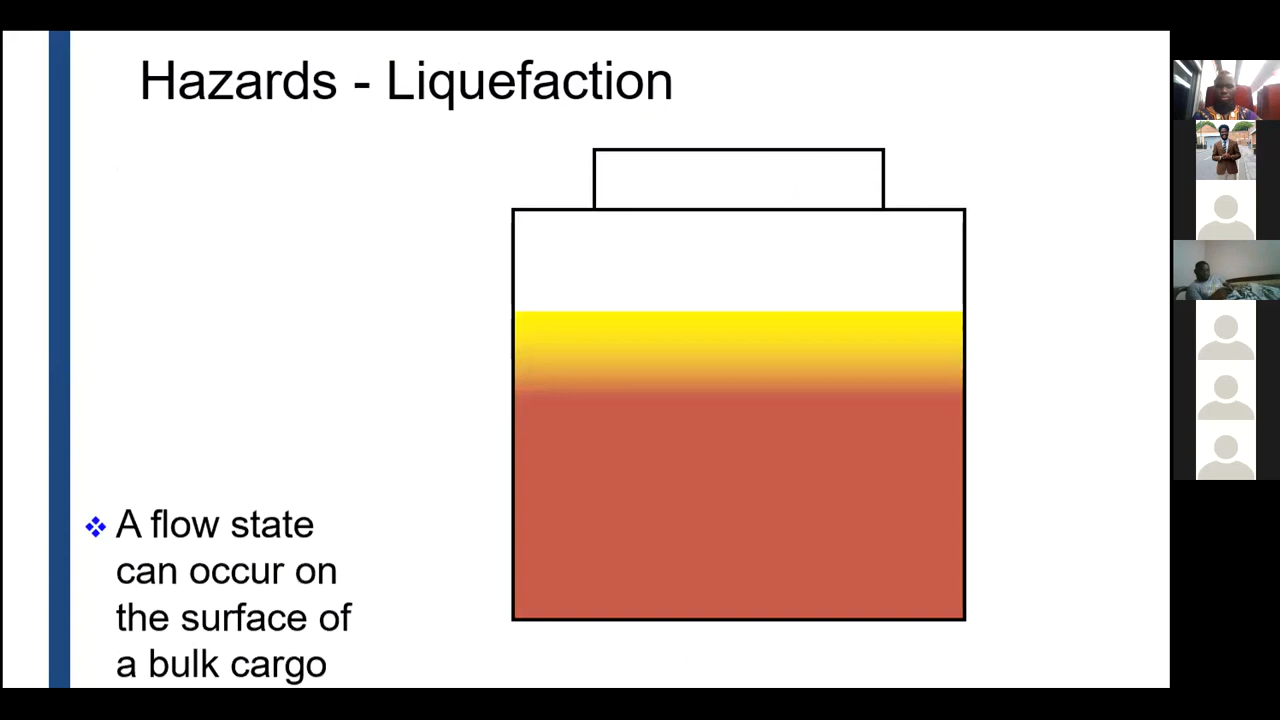 Hazards - Liquefaction
A flow state
can occur on
the surface of
a bulk cargo